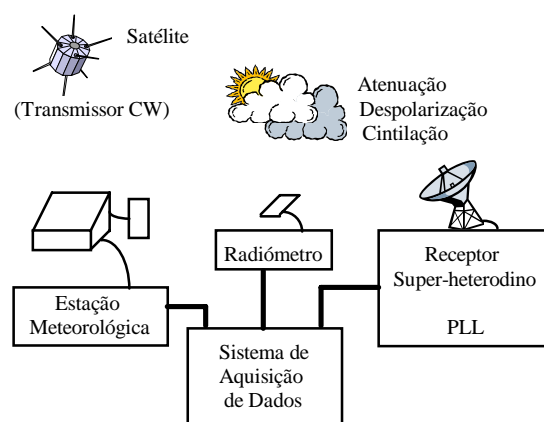 Satélite
(Transmissor CW)
Atenuação
Despolarização
Cintilação
Radiómetro
Receptor
Super-heterodino
PLL
Estação
Meteorológica
Sistema de
Aquisição
de Dados